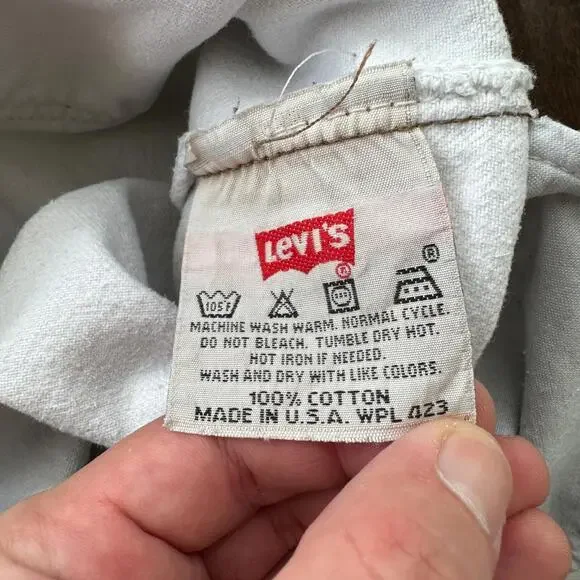 Levi's
®
®
105F
MACHINE WASH WARM. NORMAL CYCLE.
DO NOT BLEACH. TUMBLE DRY HOT.
HOT IRON IF NEEDED.
WASH AND DRY WITH LIKE COLORS.
100% COTTON
MADE IN U.S.A. WPL 423